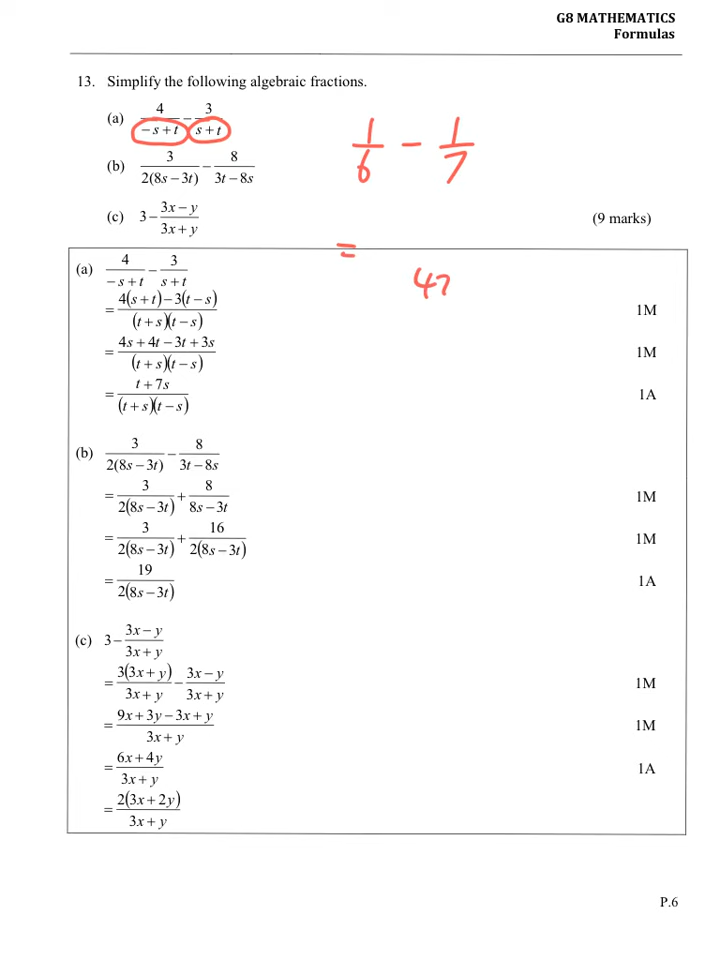 G8 MATHEMATICS
Formulas
13. Simplify the following algebraic fractions.
(a) 4/(−s+t) − 3/(s+t)
1/6 − 1/7
(b) 3/(2(8s−3t)) − 8/(3t−8s)
(c) 3 − (3x−y)/(3x+y) (9 marks)
=
42
(a) 4/(−s+t) − 3/(s+t)
= (4(s+t)−3(t−s))/((t+s)(t−s)) 1M
= (4s+4t−3t+3s)/((t+s)(t−s)) 1M
= (t+7s)/((t+s)(t−s)) 1A
(b) 3/(2(8s−3t)) − 8/(3t−8s)
= 3/(2(8s−3t)) + 8/(8s−3t) 1M
= 3/(2(8s−3t)) + 16/(2(8s−3t)) 1M
= 19/(2(8s−3t)) 1A
(c) 3 − (3x−y)/(3x+y)
= (3(3x+y))/(3x+y) − (3x−y)/(3x+y) 1M
= (9x+3y−3x+y)/(3x+y) 1M
= (6x+4y)/(3x+y) 1A
= (2(3x+2y))/(3x+y)
P.6